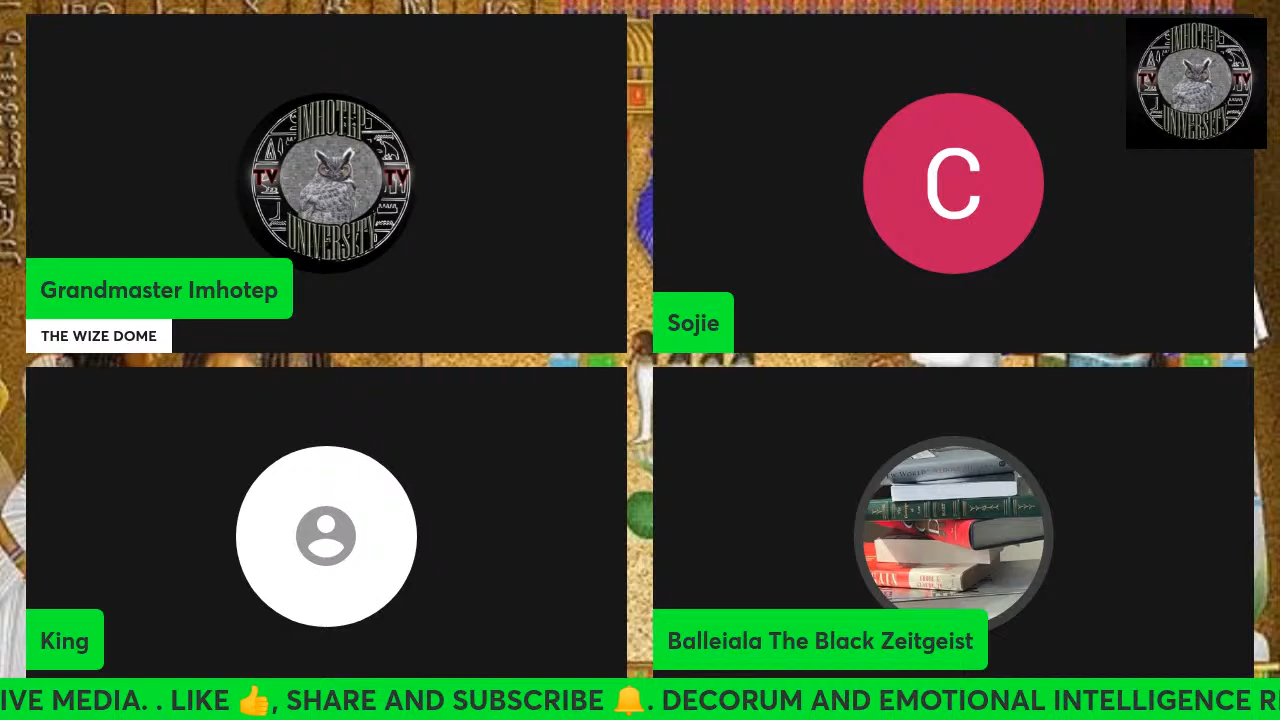 IMHOTEP
TV TV
UNIVERSITY
Grandmaster Imhotep
THE WIZE DOME
C
Sojie
IMHOTEP
TV TV
UNIVERSITY
King
Balleiala The Black Zeitgeist
IVE MEDIA. . LIKE 👍, SHARE AND SUBSCRIBE 🔔. DECORUM AND EMOTIONAL INTELLIGENCE R